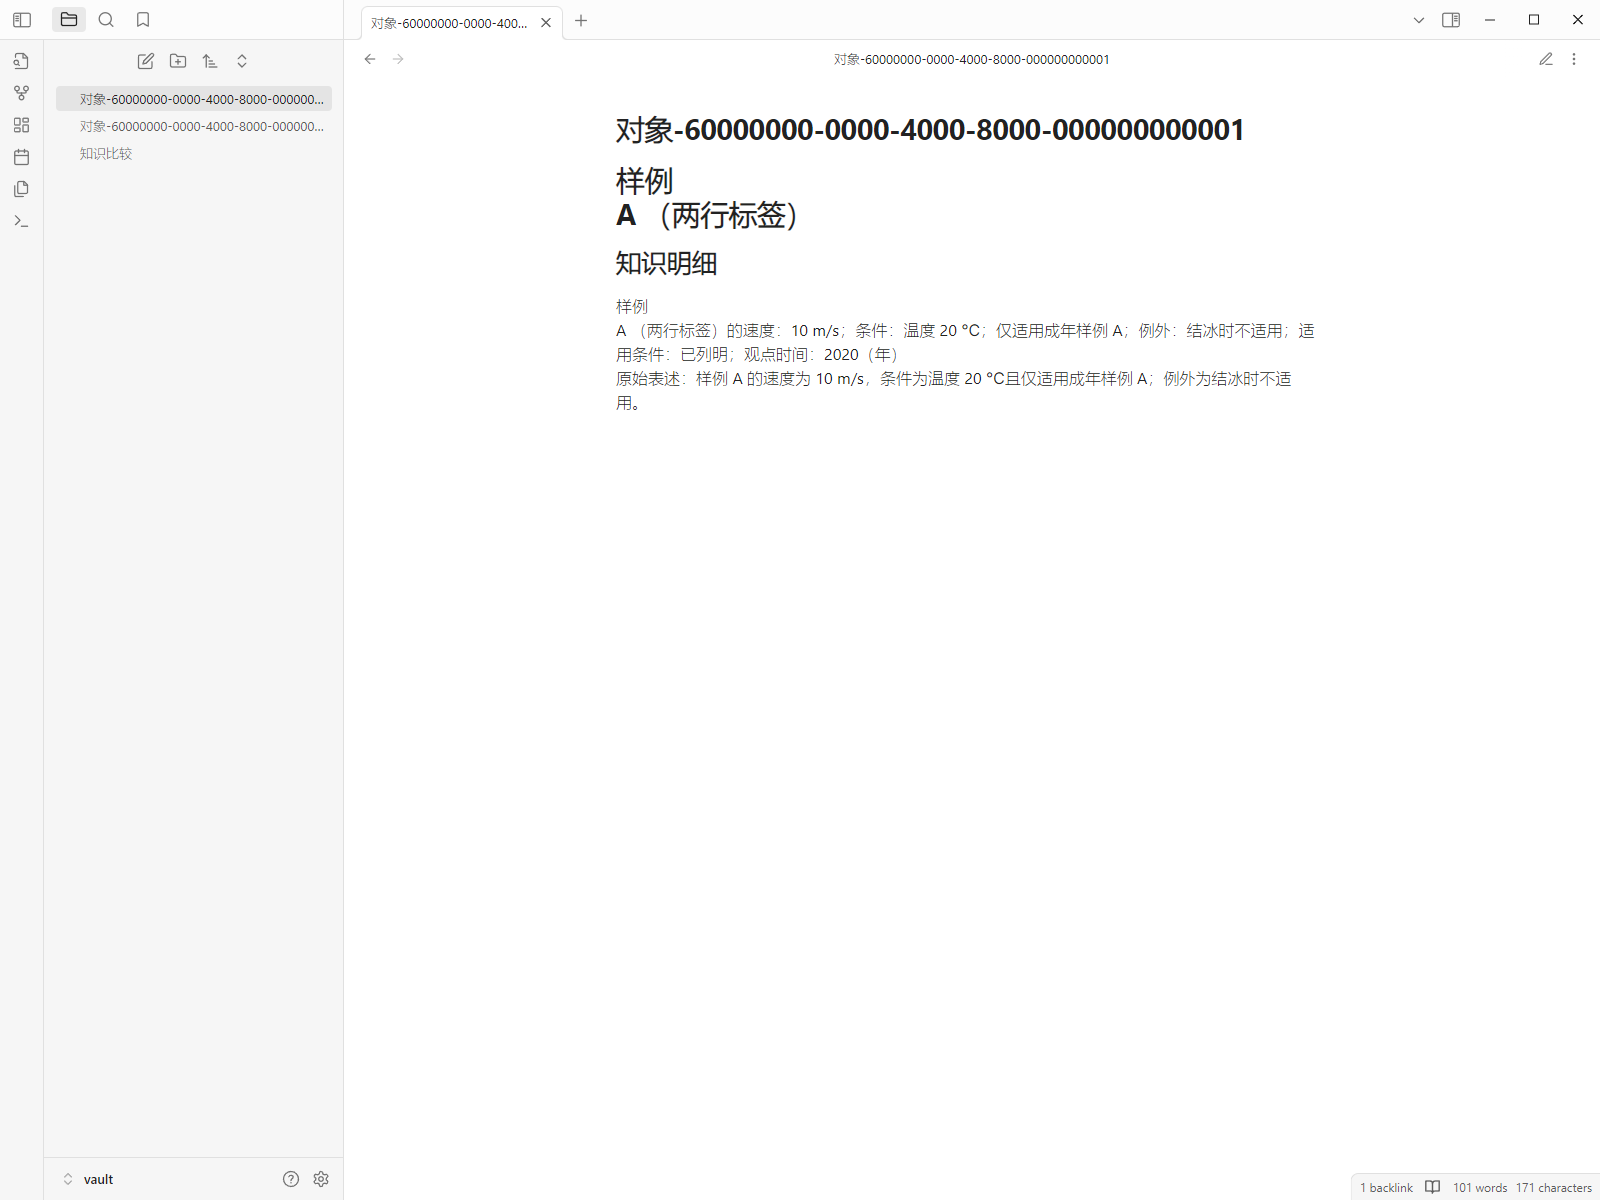 对象-60000000-0000-400...
对象-60000000-0000-4000-8000-000000000001
对象-60000000-0000-4000-8000-000000...
对象-60000000-0000-4000-8000-000000...
知识比较
对象-60000000-0000-4000-8000-000000000001
样例
A （两行标签）
知识明细
样例
A （两行标签）的速度：10 m/s；条件：温度 20 °C；仅适用成年样例 A；例外：结冰时不适用；适
用条件：已列明；观点时间：2020（年）
原始表述：样例 A 的速度为 10 m/s，条件为温度 20 °C且仅适用成年样例 A；例外为结冰时不适
用。
vault
1 backlink 101 words 171 characters